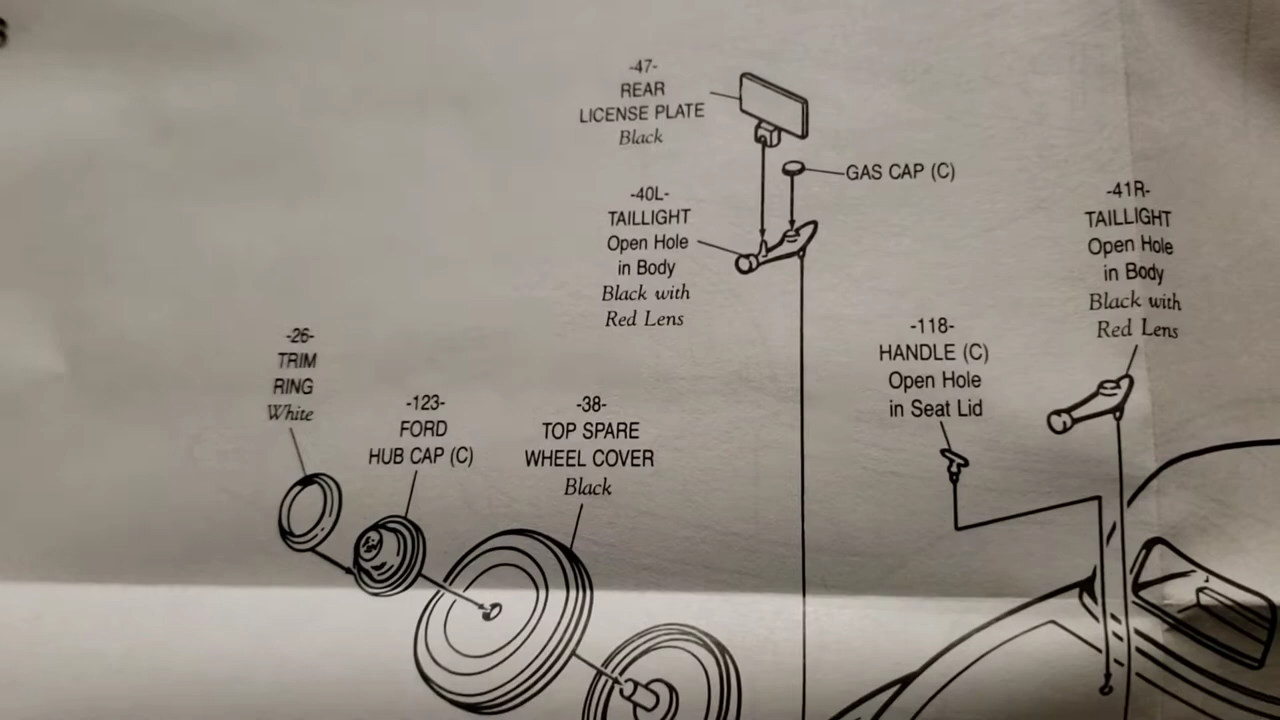 -47-
REAR
LICENSE PLATE
Black
GAS CAP (C)
-40L-
TAILLIGHT
Open Hole
in Body
Black with
Red Lens
-41R-
TAILLIGHT
Open Hole
in Body
Black with
Red Lens
-118-
HANDLE (C)
Open Hole
in Seat Lid
-26-
TRIM
RING
White
-123-
FORD
HUB CAP (C)
-38-
TOP SPARE
WHEEL COVER
Black